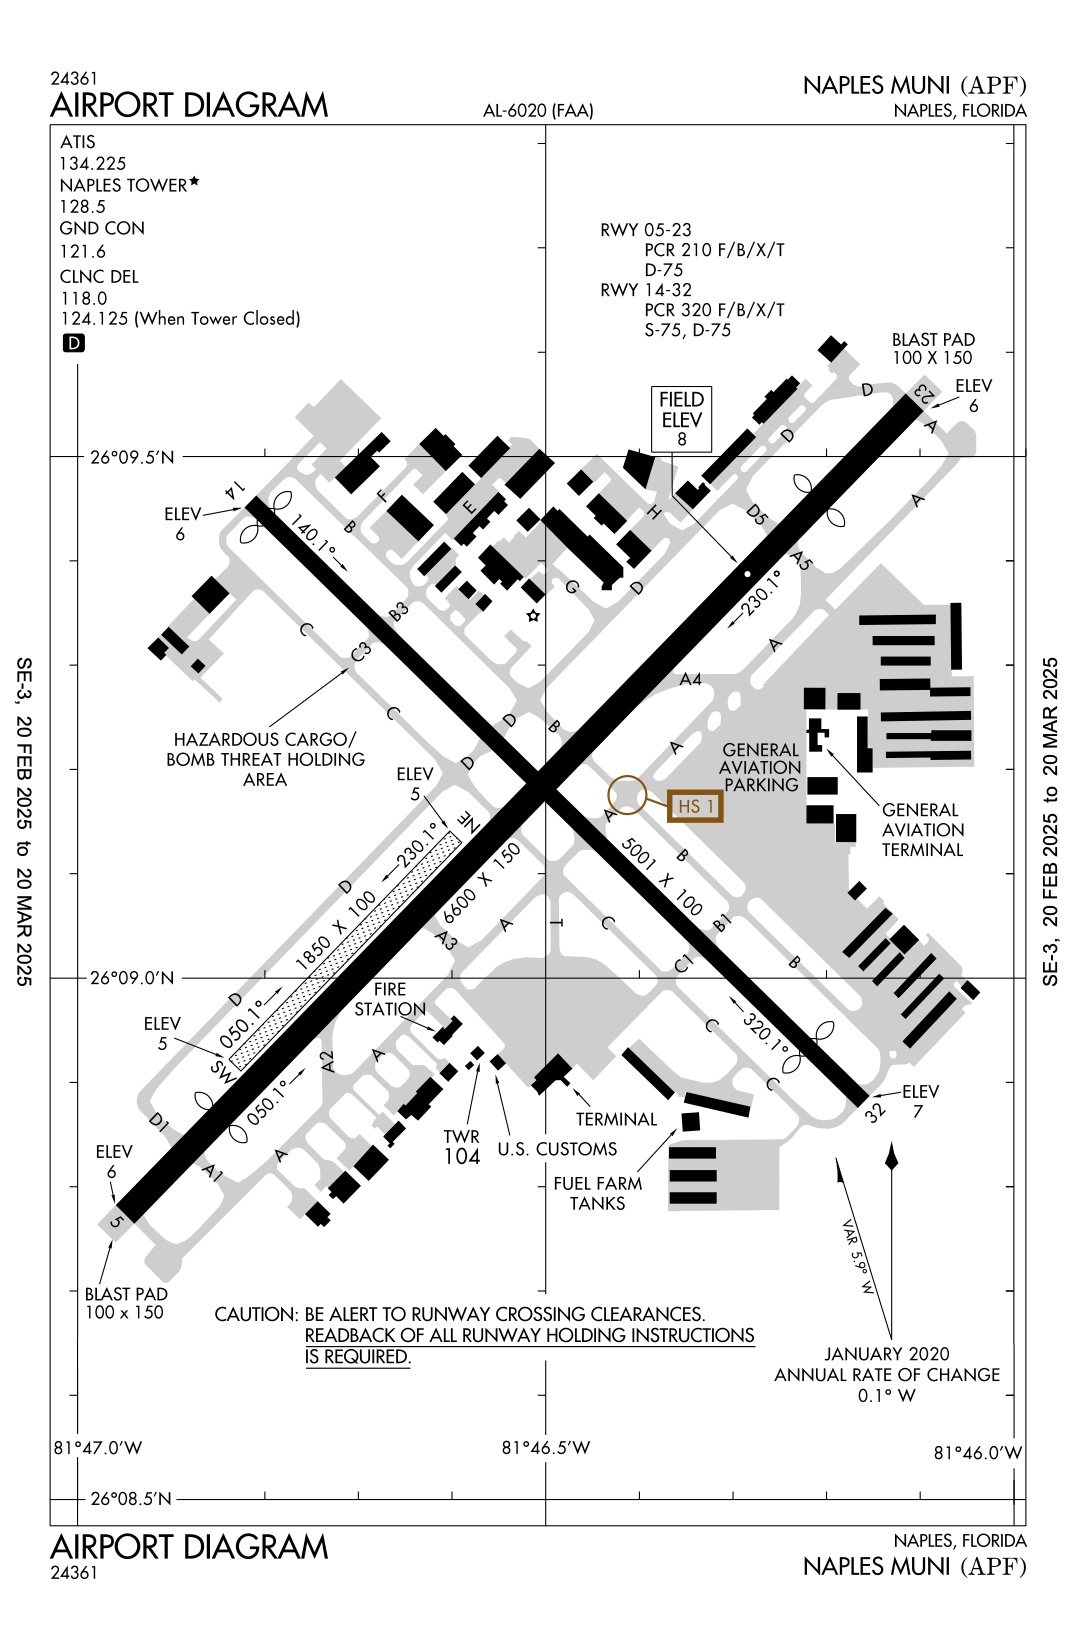 24361
AIRPORT DIAGRAM
AL-6020 (FAA)
NAPLES MUNI (APF)
NAPLES, FLORIDA
ATIS
134.225
NAPLES TOWER★
128.5
GND CON
121.6
CLNC DEL
118.0
124.125 (When Tower Closed)
D
RWY 05-23
PCR 210 F/B/X/T
D-75
RWY 14-32
PCR 320 F/B/X/T
S-75, D-75
BLAST PAD
100 X 150
ELEV
6
23
A
D
FIELD
ELEV
8
D
26°09.5'N
14
ELEV
6
140.1°
B
F
E
H
D5
A
A5
G
D
230.1°
B3
C
C3
A
A4
C
D
B
A
HAZARDOUS CARGO/
BOMB THREAT HOLDING
AREA
D
ELEV
5
GENERAL
AVIATION
PARKING
HS 1
A
GENERAL
AVIATION
TERMINAL
NE
230.1°
5001 X 100
B
D
1850 X 100
6600 X 150
A3
A
T
C
B1
C1
B
26°09.0'N
D
050.1°
FIRE
STATION
ELEV
5
SW
A2
A
C
320.1°
C
050.1°
ELEV
7
32
D1
TERMINAL
TWR
104
U.S. CUSTOMS
ELEV
6
A1
A
FUEL FARM
TANKS
5
VAR 5.9° W
BLAST PAD
100 x 150
CAUTION: BE ALERT TO RUNWAY CROSSING CLEARANCES.
READBACK OF ALL RUNWAY HOLDING INSTRUCTIONS
IS REQUIRED.
JANUARY 2020
ANNUAL RATE OF CHANGE
0.1° W
81°47.0'W
81°46.5'W
81°46.0'W
26°08.5'N
SE-3, 20 FEB 2025 to 20 MAR 2025
SE-3, 20 FEB 2025 to 20 MAR 2025
AIRPORT DIAGRAM
24361
NAPLES, FLORIDA
NAPLES MUNI (APF)